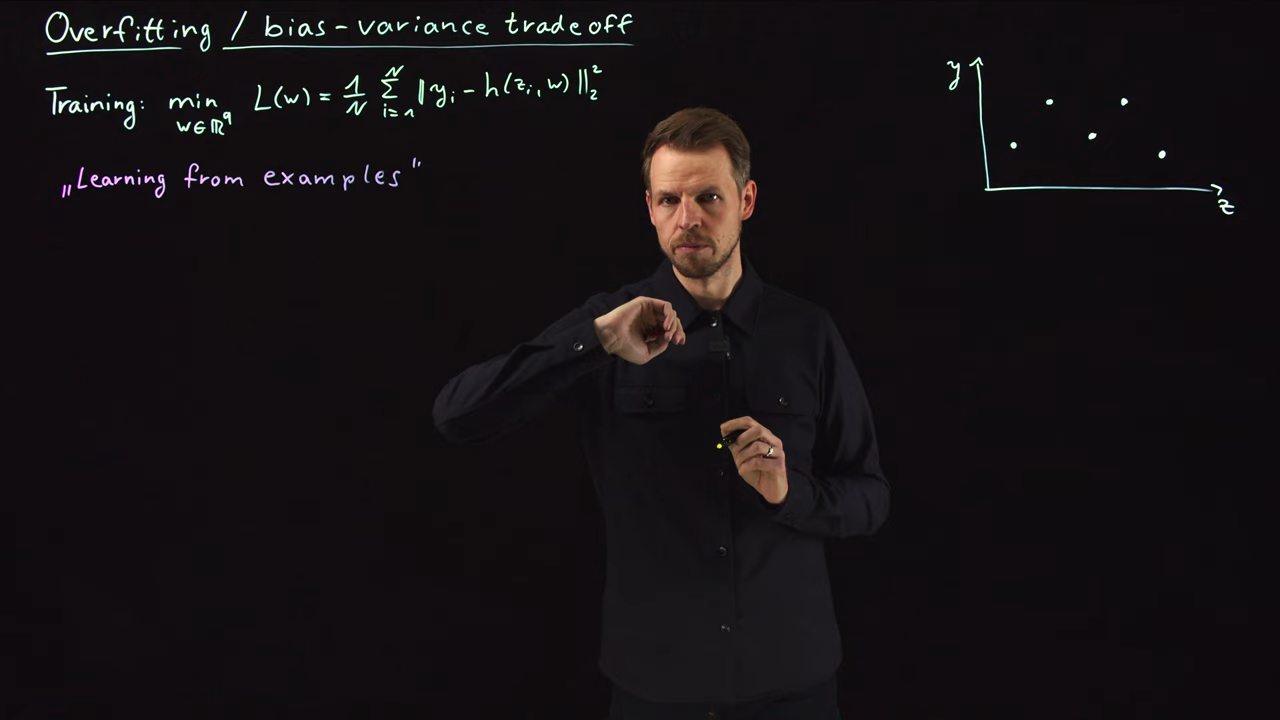 Overfitting / bias-variance tradeoff
Training: min L(w) = 1/N Σ ‖yᵢ - h(zᵢ, w)‖₂²
w∈ℝ^q i=1 N
„Learning from examples"
y
z